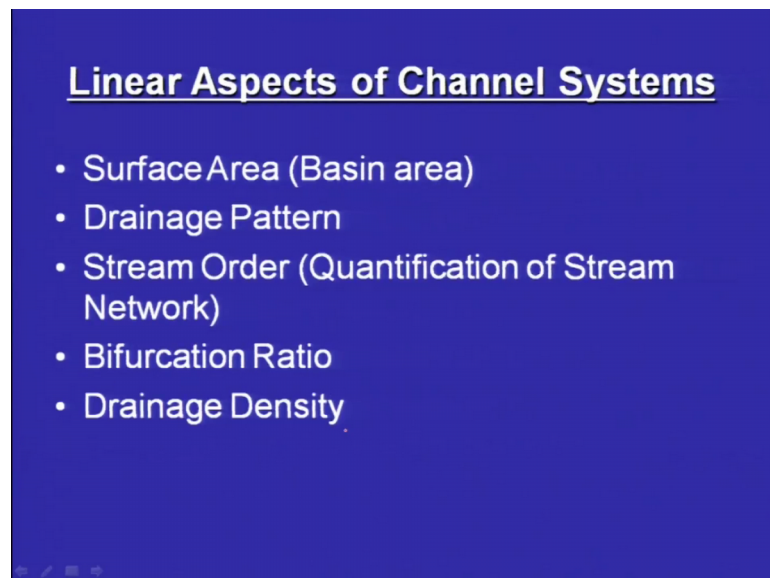 Linear Aspects of Channel Systems
• Surface Area (Basin area)
• Drainage Pattern
• Stream Order (Quantification of Stream
Network)
• Bifurcation Ratio
• Drainage Density